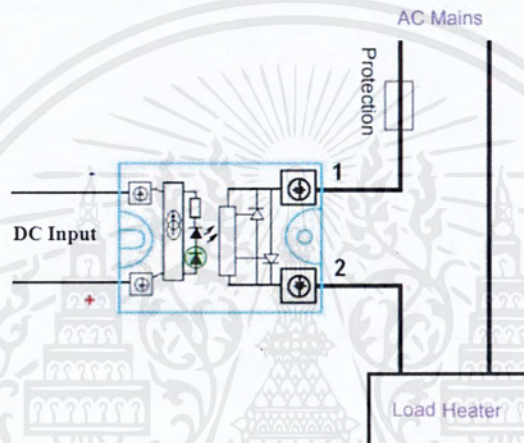 AC Mains
Protection
1
-
DC Input
2
+
Load Heater